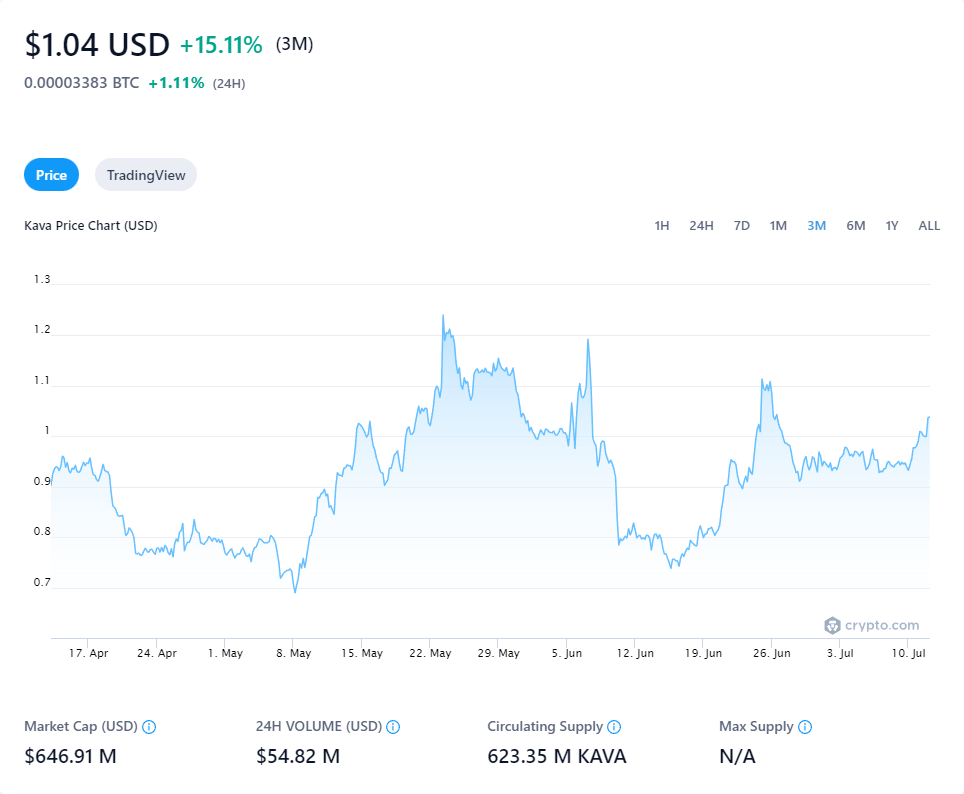 $1.04 USD +15.11% (3M)
0.00003383 BTC +1.11% (24H)
Price TradingView
Kava Price Chart (USD) 1H 24H 7D 1M 3M 6M 1Y ALL
1.3
1.2
1.1
1
0.9
0.8
0.7
crypto.com
17. Apr 24. Apr 1. May 8. May 15. May 22. May 29. May 5. Jun 12. Jun 19. Jun 26. Jun 3. Jul 10. Jul
Market Cap (USD) 24H VOLUME (USD) Circulating Supply Max Supply
$646.91 M $54.82 M 623.35 M KAVA N/A